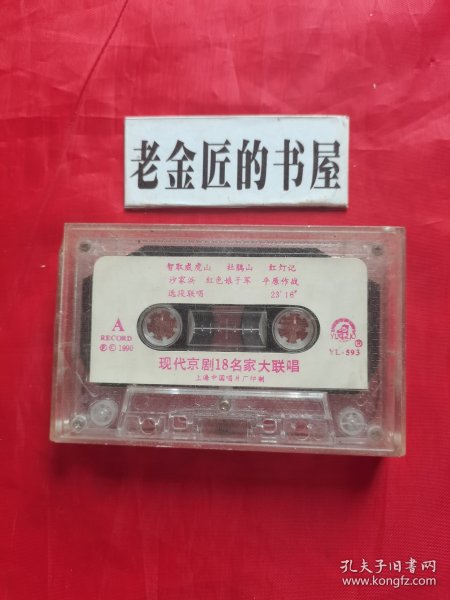 老金匠的书屋
智取威虎山 杜鹃山 红灯记
沙家浜 红色娘子军 平原作战
选段联唱 23'16"
A
RECORD
Ⓟ Ⓒ 1990
®
YL-593
现代京剧18名家大联唱
上海中国唱片厂印制
孔夫子旧书网
www.kongfz.com